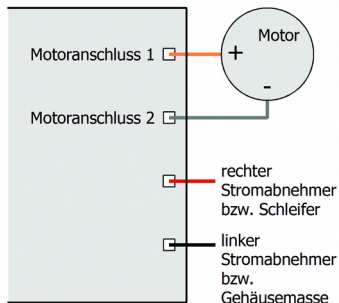 Motor
Motoranschluss 1
+
Motoranschluss 2
-
rechter
Stromabnehmer
bzw. Schleifer
linker
Stromabnehmer
bzw.
Gehäusemasse